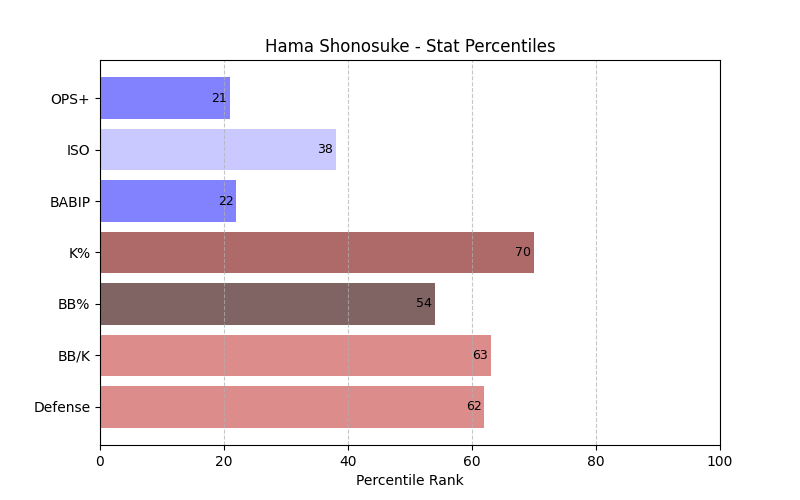 Hama Shonosuke - Stat Percentiles
OPS+ 21
ISO 38
BABIP 22
K% 70
BB% 54
BB/K 63
Defense 62
0 20 40 60 80 100
Percentile Rank